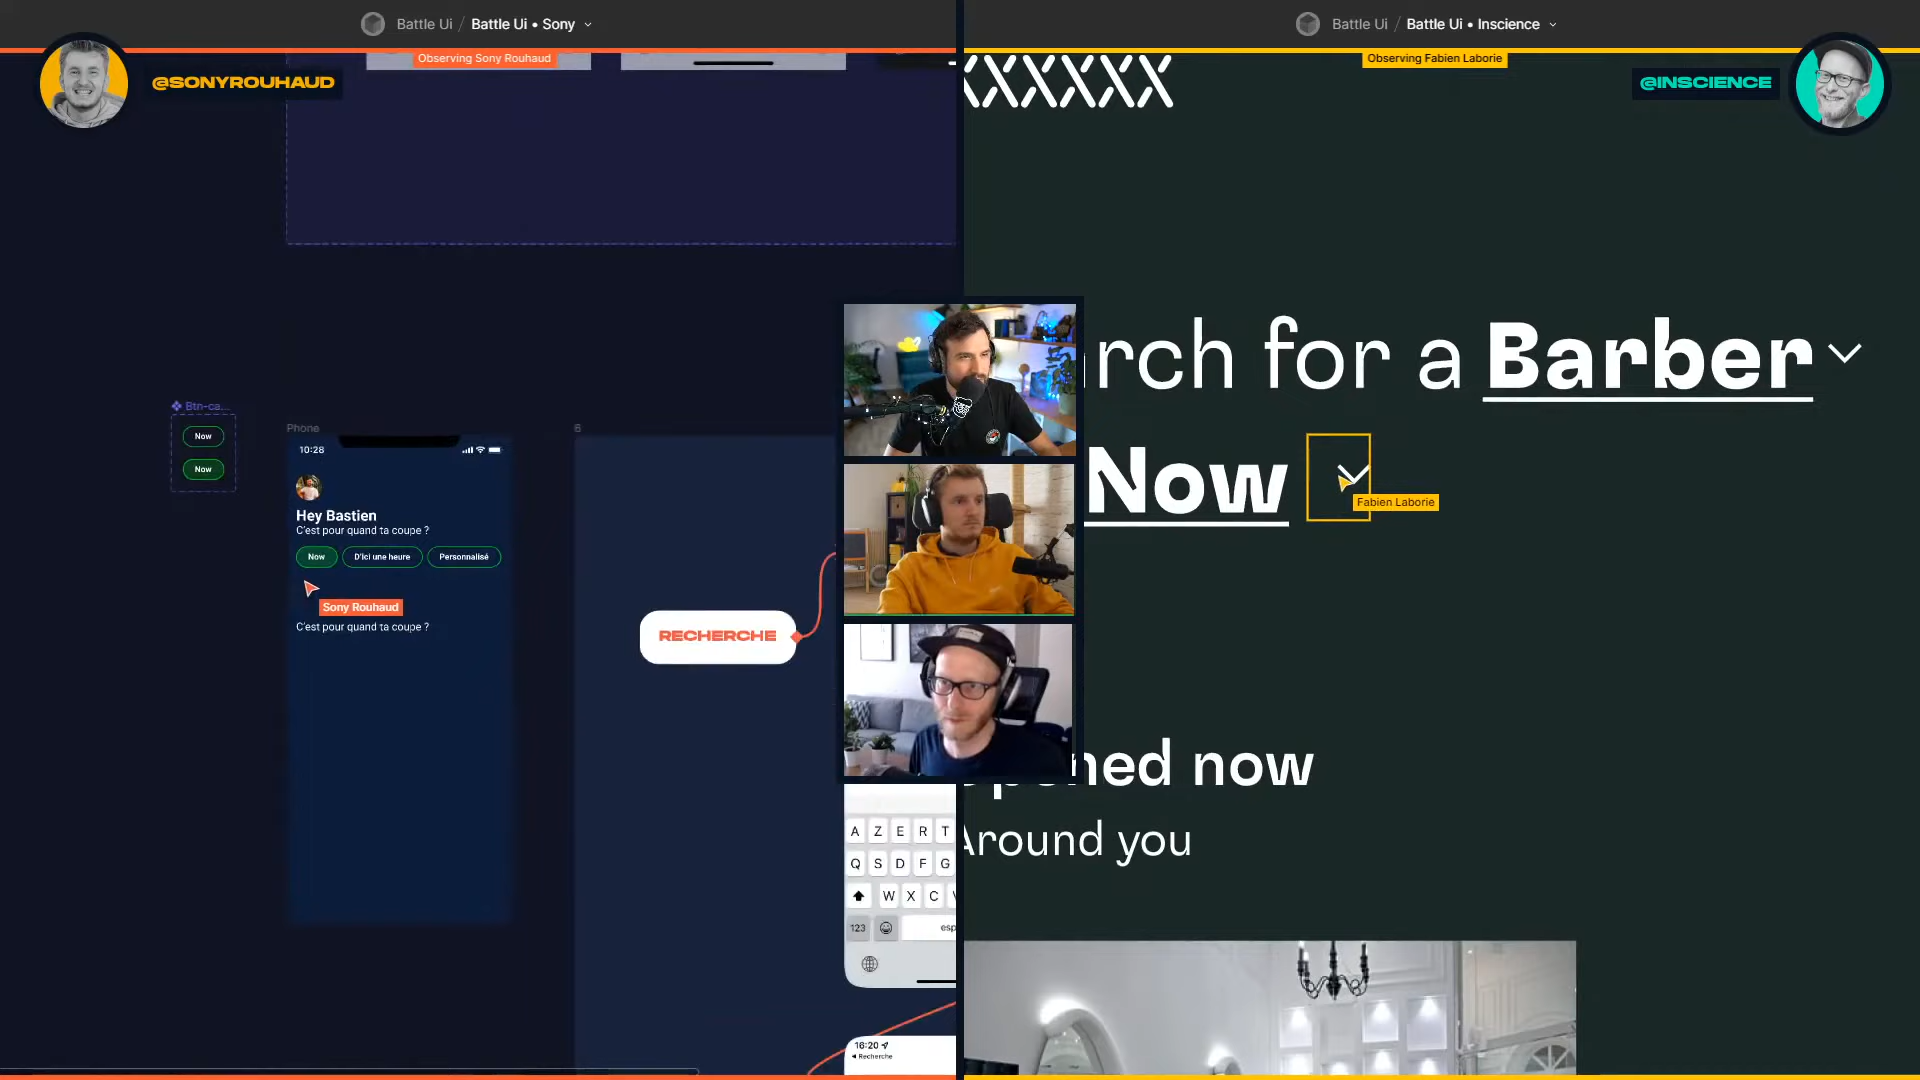 Battle Ui / Battle Ui • Sony
Observing Sony Rouhaud
@SONYROUHAUD
Btn-ca...
Now
Now
Phone
10:28
Hey Bastien
C'est pour quand ta coupe ?
Now
D'ici une heure
Personnalisé
Sony Rouhaud
C'est pour quand ta coupe ?
RECHERCHE
A Z E R T
Q S D F G
W X C
123
esp
16:20
Recherche
Battle Ui / Battle Ui • Inscience
Observing Fabien Laborie
@INSCIENCE
XXXXXX
rch for a Barber
Now
Fabien Laborie
opened now
Around you